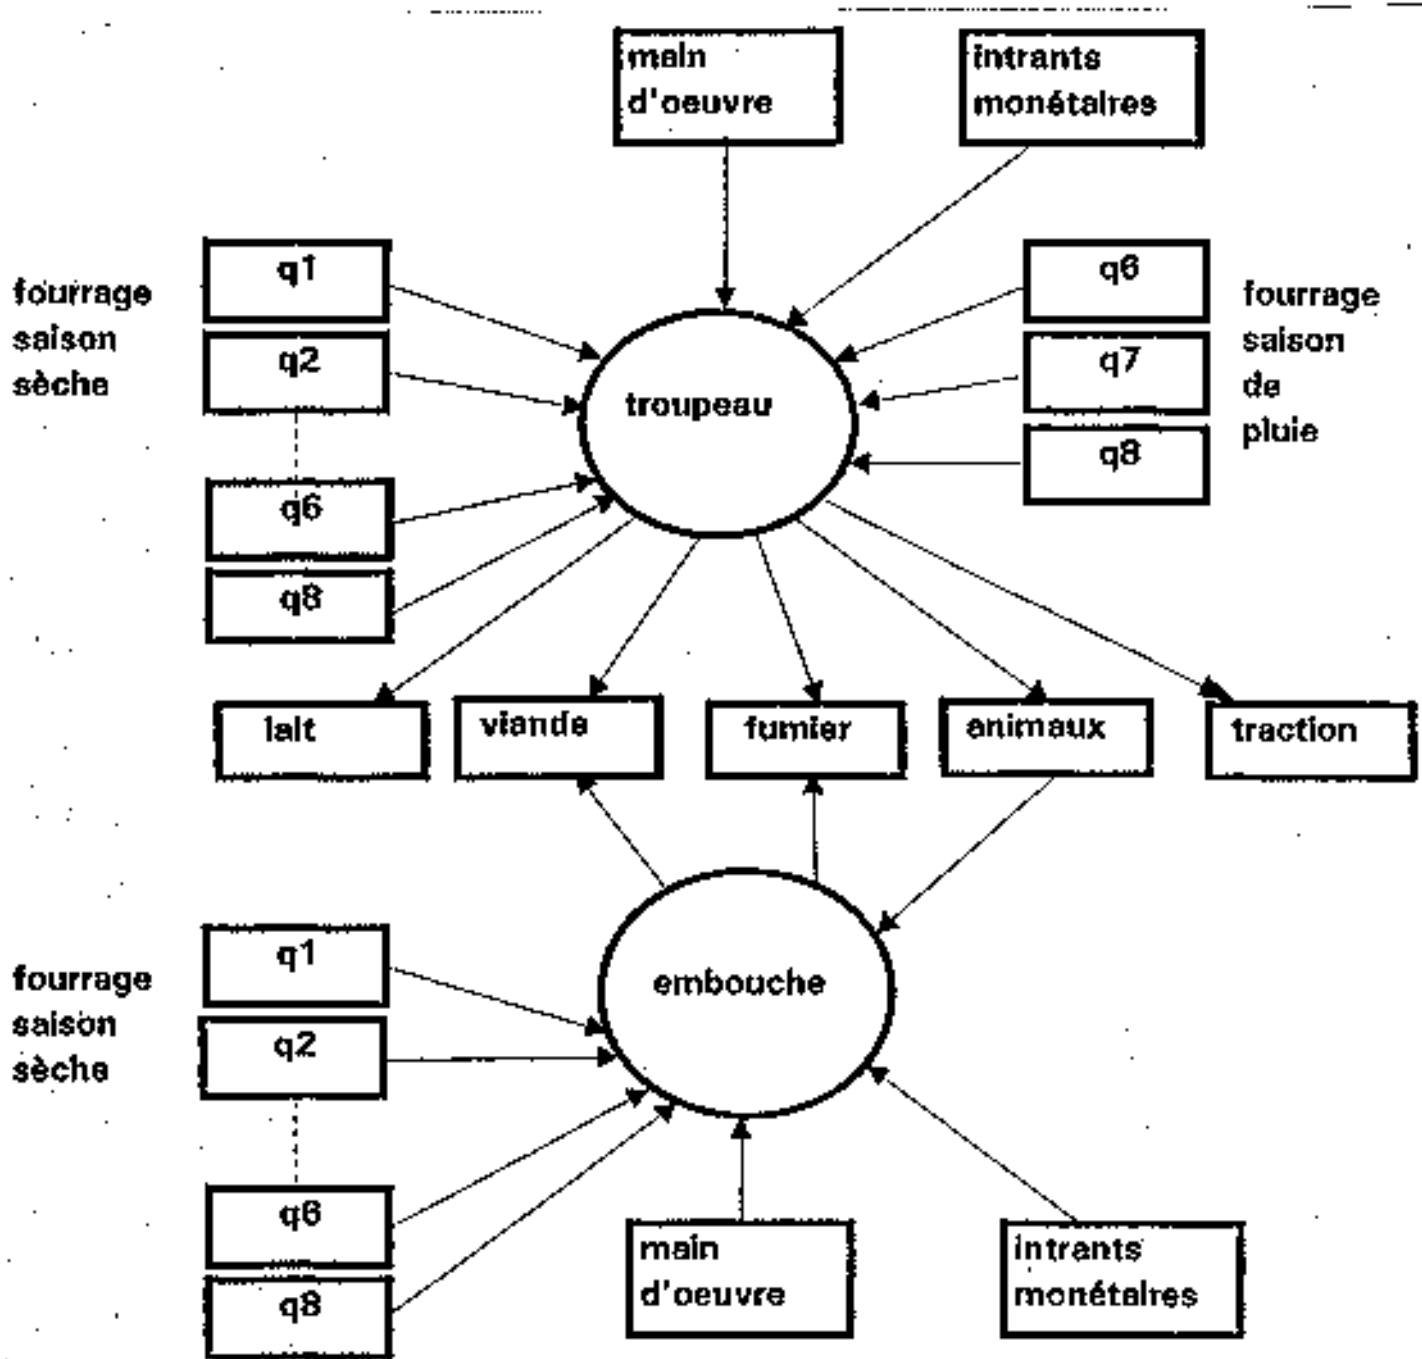 main
d'oeuvre
intrants
monétaires
fourrage
saison
sèche
q1
q2
q6
q8
troupeau
q6
q7
q8
fourrage
saison
de
pluie
lait
viande
fumier
animaux
traction
fourrage
saison
sèche
q1
q2
q6
q8
embouche
main
d'oeuvre
intrants
monétaires